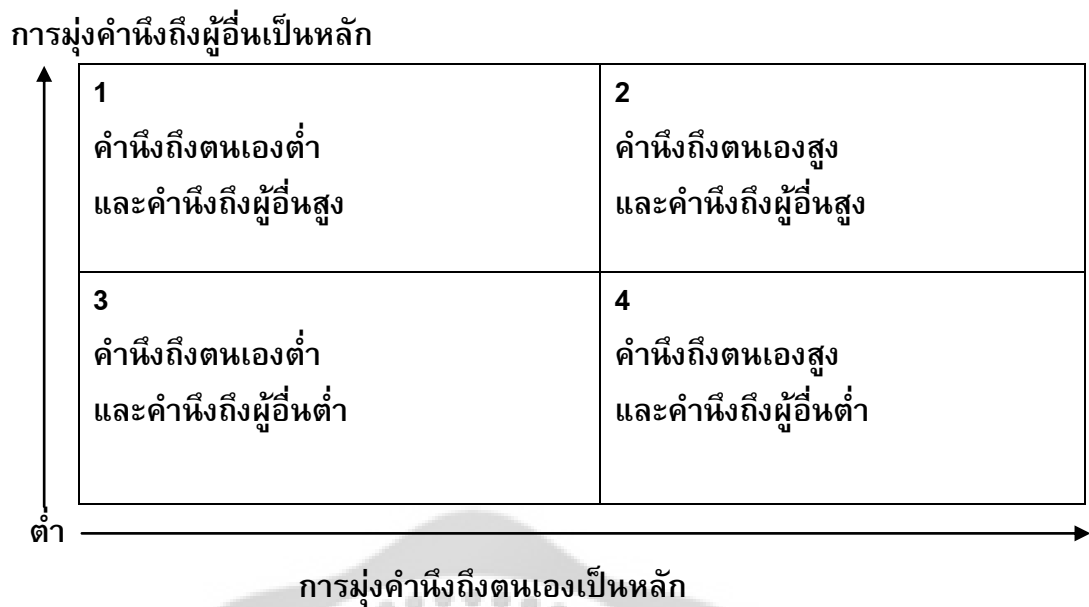 การมุ่งคำนึงถึงผู้อื่นเป็นหลัก
1
คำนึงถึงตนเองต่ำ
และคำนึงถึงผู้อื่นสูง
2
คำนึงถึงตนเองสูง
และคำนึงถึงผู้อื่นสูง
3
คำนึงถึงตนเองต่ำ
และคำนึงถึงผู้อื่นต่ำ
4
คำนึงถึงตนเองสูง
และคำนึงถึงผู้อื่นต่ำ
ต่ำ
การมุ่งคำนึงถึงตนเองเป็นหลัก